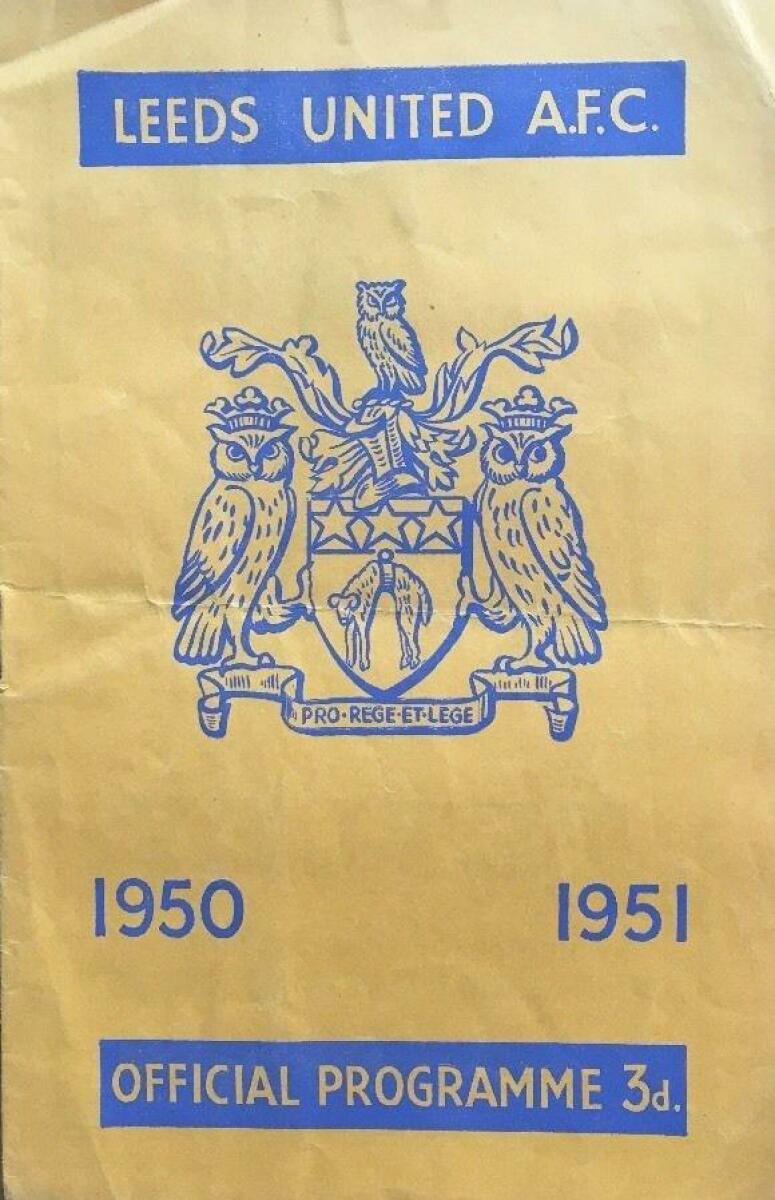 LEEDS UNITED A.F.C.
PRO·REGE·ET·LEGE
1950 1951
OFFICIAL PROGRAMME 3d.